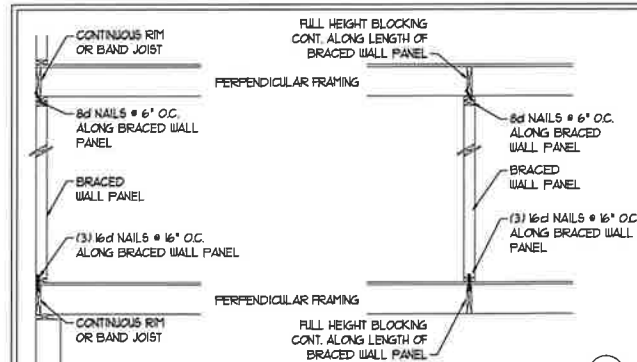 CONTINUOUS RIM
OR BAND JOIST
FULL HEIGHT BLOCKING
CONT. ALONG LENGTH OF
BRACED WALL PANEL
PERPENDICULAR FRAMING
8d NAILS @ 6" O.C.
ALONG BRACED WALL
PANEL
8d NAILS @ 6" O.C.
ALONG BRACED
WALL PANEL
BRACED
WALL PANEL
BRACED
WALL PANEL
(3) 16d NAILS @ 16" O.C.
ALONG BRACED WALL PANEL
(3) 16d NAILS @ 16" O.C.
ALONG BRACED WALL
PANEL
PERPENDICULAR FRAMING
CONTINUOUS RIM
OR BAND JOIST
FULL HEIGHT BLOCKING
CONT. ALONG LENGTH OF
BRACED WALL PANEL